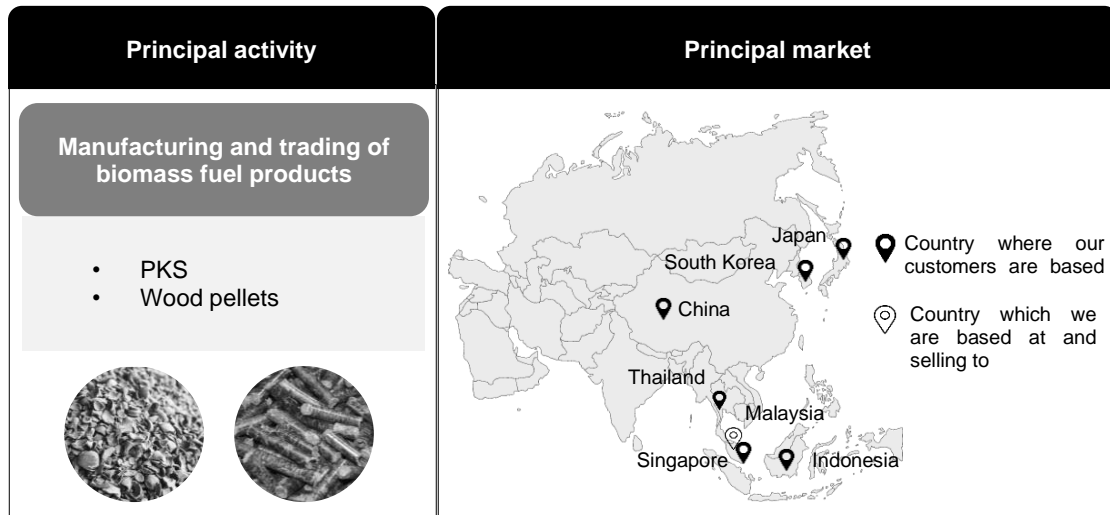 Principal activity
Principal market
Manufacturing and trading of
biomass fuel products
• PKS
• Wood pellets
Japan
South Korea
China
Thailand
Malaysia
Singapore
Indonesia
Country where our
customers are based
Country which we
are based at and
selling to